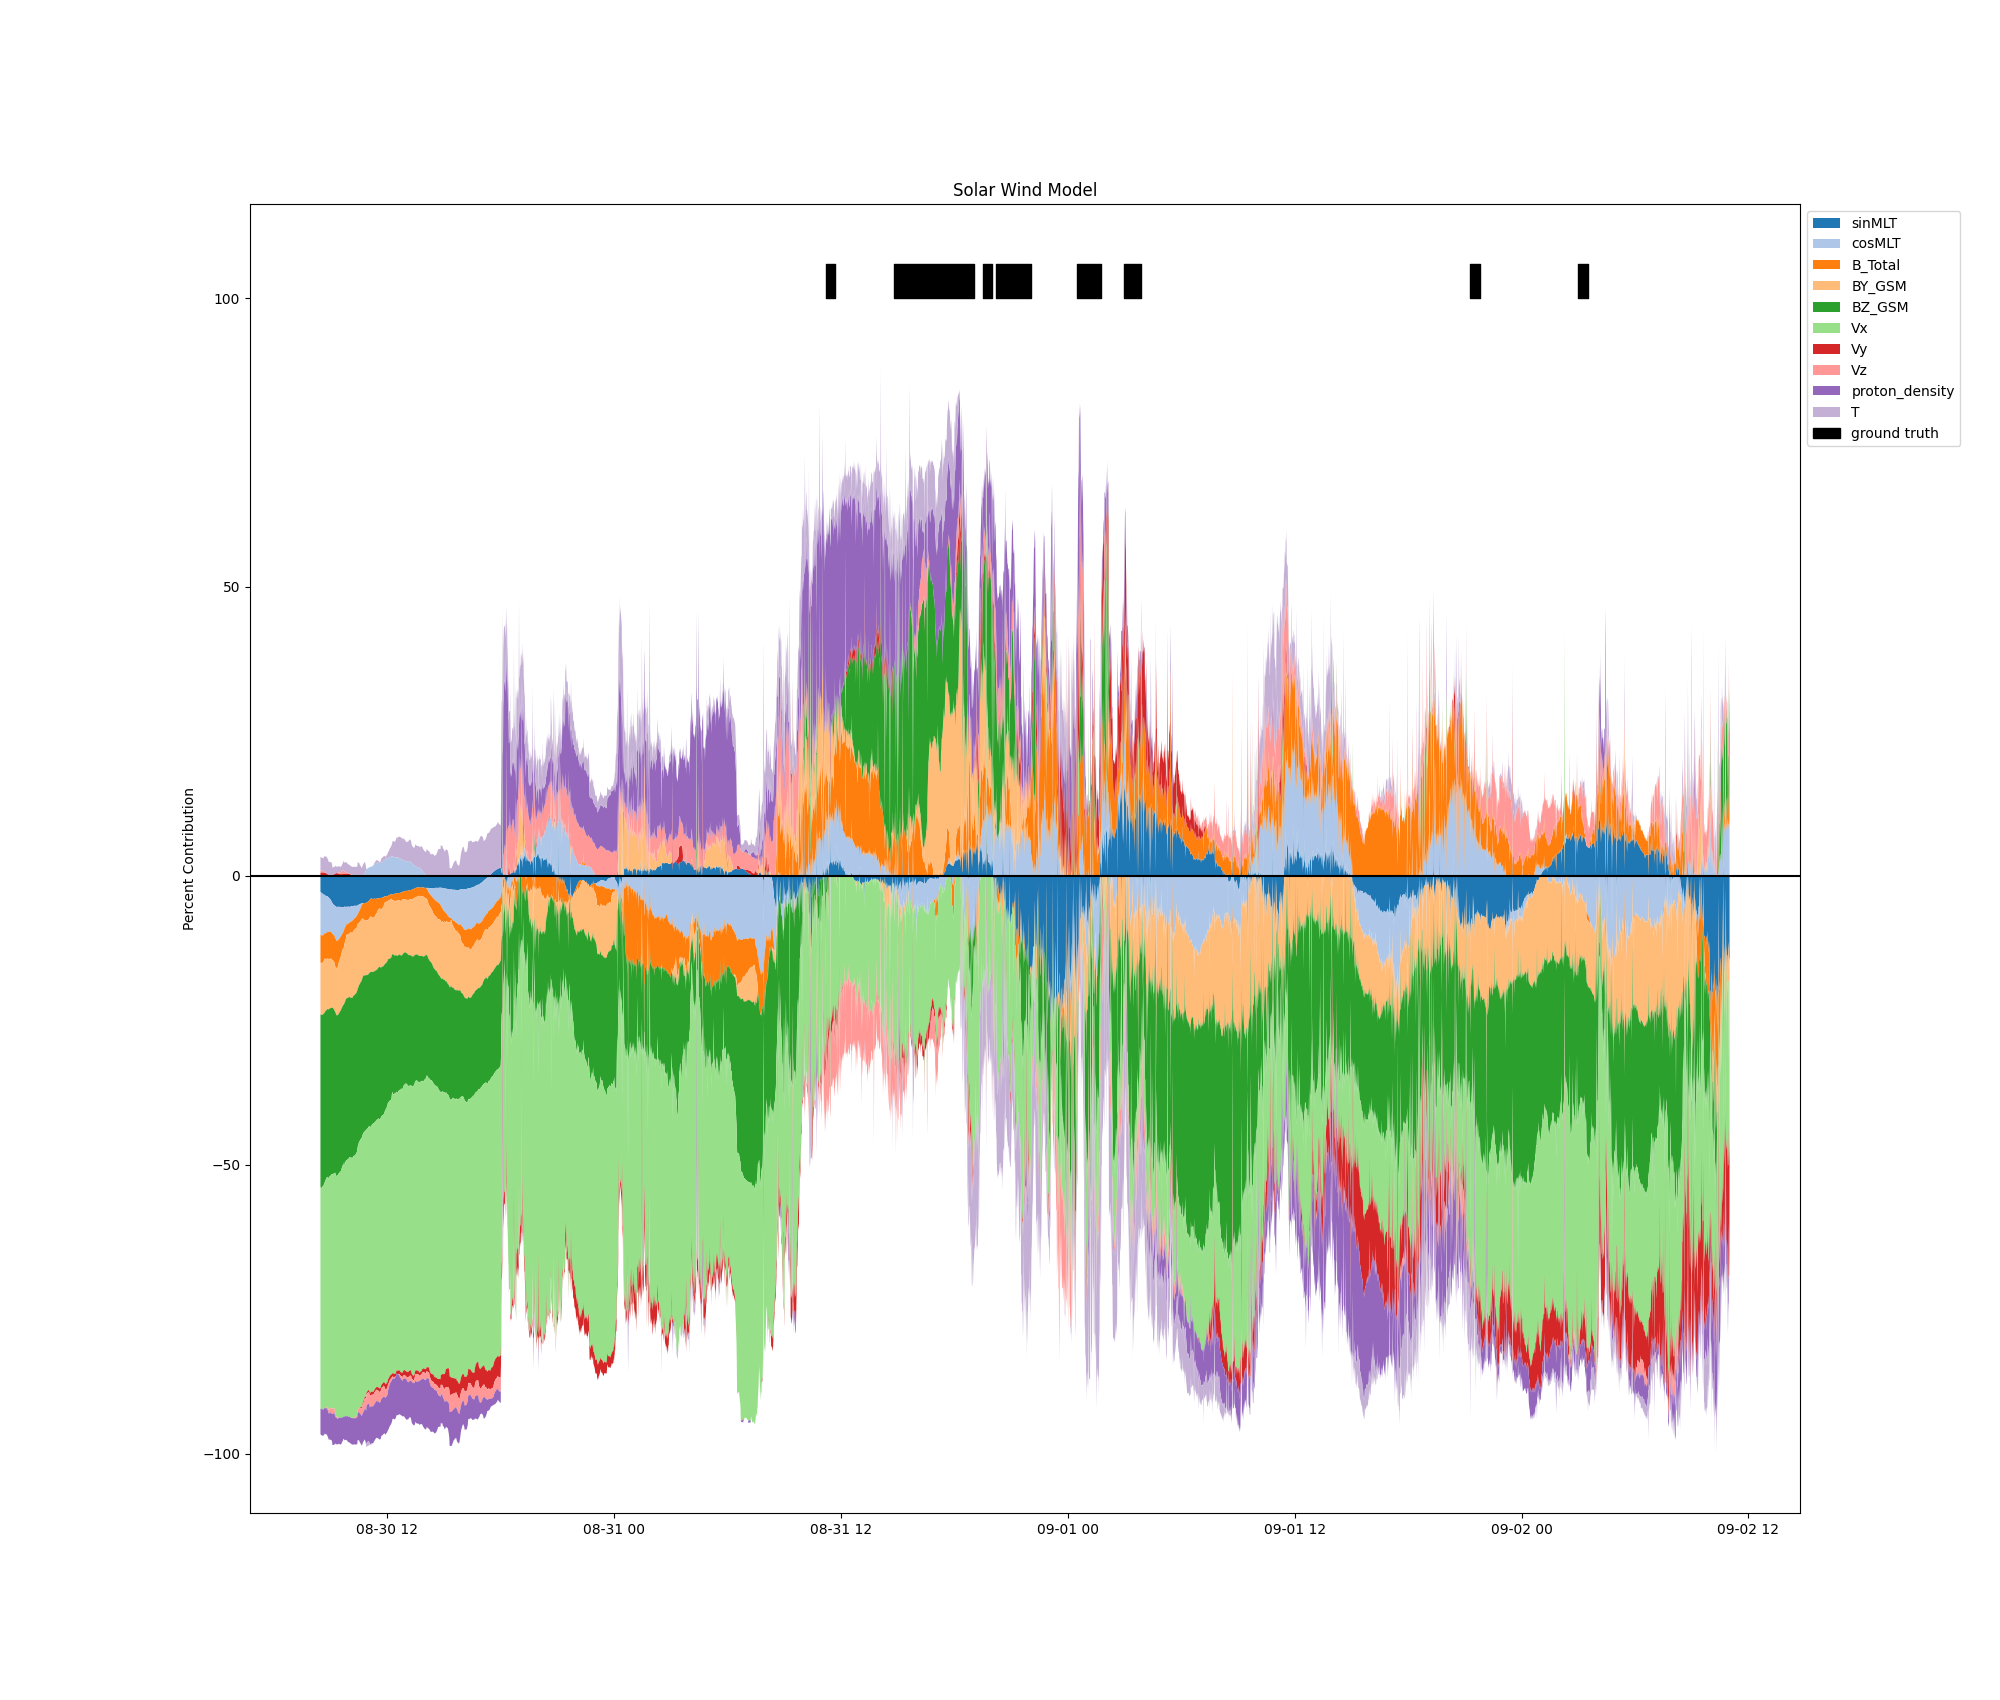 Solar Wind Model
sinMLT
cosMLT
B_Total
BY_GSM
BZ_GSM
Vx
Vy
Vz
proton_density
T
ground truth
Percent Contribution
100
50
0
−50
−100
08-30 12
08-31 00
08-31 12
09-01 00
09-01 12
09-02 00
09-02 12